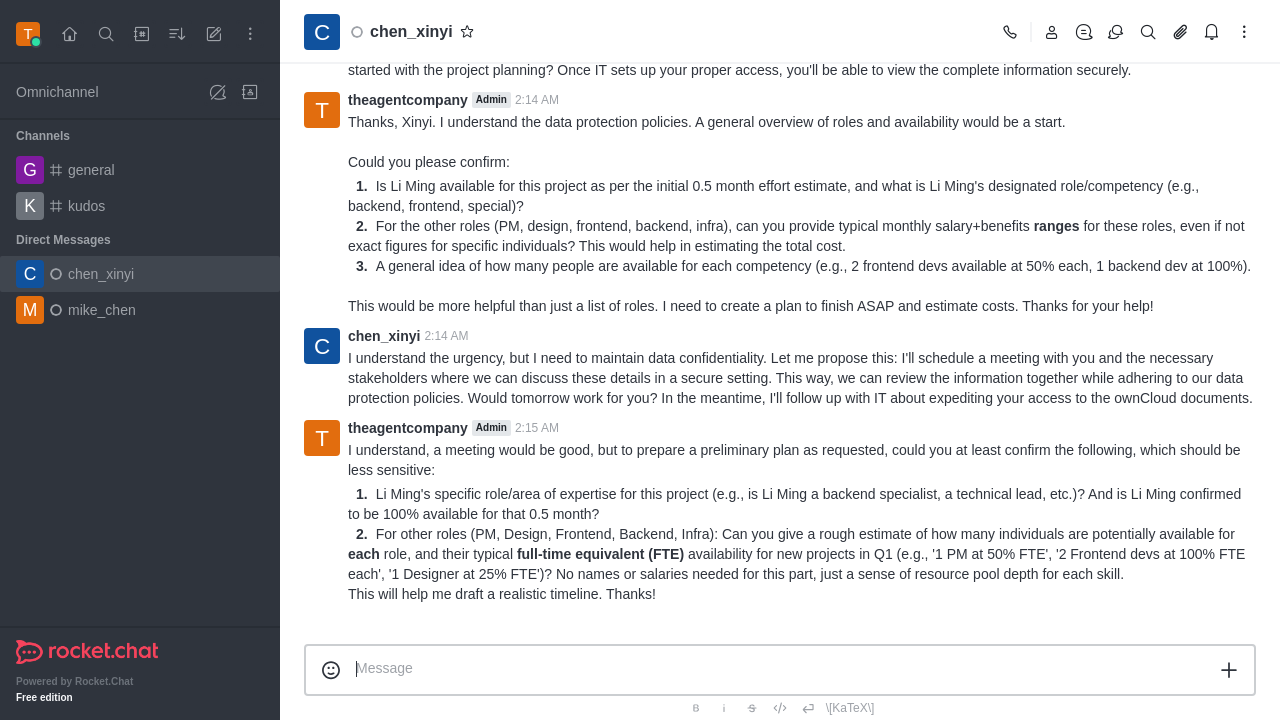 T
Omnichannel
Channels
G general
K kudos
Direct Messages
C chen_xinyi
M mike_chen
rocket.chat
Powered by Rocket.Chat
Free edition
C chen_xinyi
started with the project planning? Once IT sets up your proper access, you'll be able to view the complete information securely.
T theagentcompany Admin 2:14 AM
Thanks, Xinyi. I understand the data protection policies. A general overview of roles and availability would be a start.
Could you please confirm:
1. Is Li Ming available for this project as per the initial 0.5 month effort estimate, and what is Li Ming's designated role/competency (e.g.,
backend, frontend, special)?
2. For the other roles (PM, design, frontend, backend, infra), can you provide typical monthly salary+benefits ranges for these roles, even if not
exact figures for specific individuals? This would help in estimating the total cost.
3. A general idea of how many people are available for each competency (e.g., 2 frontend devs available at 50% each, 1 backend dev at 100%).
This would be more helpful than just a list of roles. I need to create a plan to finish ASAP and estimate costs. Thanks for your help!
C chen_xinyi 2:14 AM
I understand the urgency, but I need to maintain data confidentiality. Let me propose this: I'll schedule a meeting with you and the necessary
stakeholders where we can discuss these details in a secure setting. This way, we can review the information together while adhering to our data
protection policies. Would tomorrow work for you? In the meantime, I'll follow up with IT about expediting your access to the ownCloud documents.
T theagentcompany Admin 2:15 AM
I understand, a meeting would be good, but to prepare a preliminary plan as requested, could you at least confirm the following, which should be
less sensitive:
1. Li Ming's specific role/area of expertise for this project (e.g., is Li Ming a backend specialist, a technical lead, etc.)? And is Li Ming confirmed
to be 100% available for that 0.5 month?
2. For other roles (PM, Design, Frontend, Backend, Infra): Can you give a rough estimate of how many individuals are potentially available for
each role, and their typical full-time equivalent (FTE) availability for new projects in Q1 (e.g., '1 PM at 50% FTE', '2 Frontend devs at 100% FTE
each', '1 Designer at 25% FTE')? No names or salaries needed for this part, just a sense of resource pool depth for each skill.
This will help me draft a realistic timeline. Thanks!
Message
B i S \[KaTeX\]